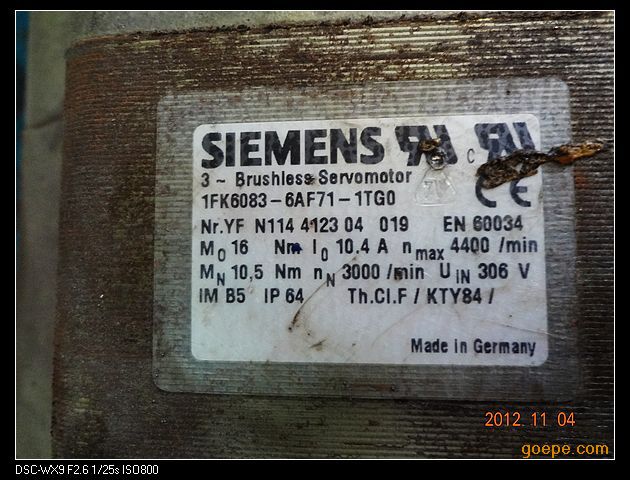 SIEMENS
3 ~ Brushless Servomotor
1FK6083-6AF71-1TG0
Nr.YF N114 4123 04 019 EN 60034
M0 16 Nm I0 10,4 A nmax 4400 /min
MN 10,5 Nm nN 3000 /min UIN 306 V
IM B5 IP 64 Th.Cl.F / KTY84 /
Made in Germany
2012. 11 04
goepe.com
DSC-WX9 F2.6 1/25s ISO800